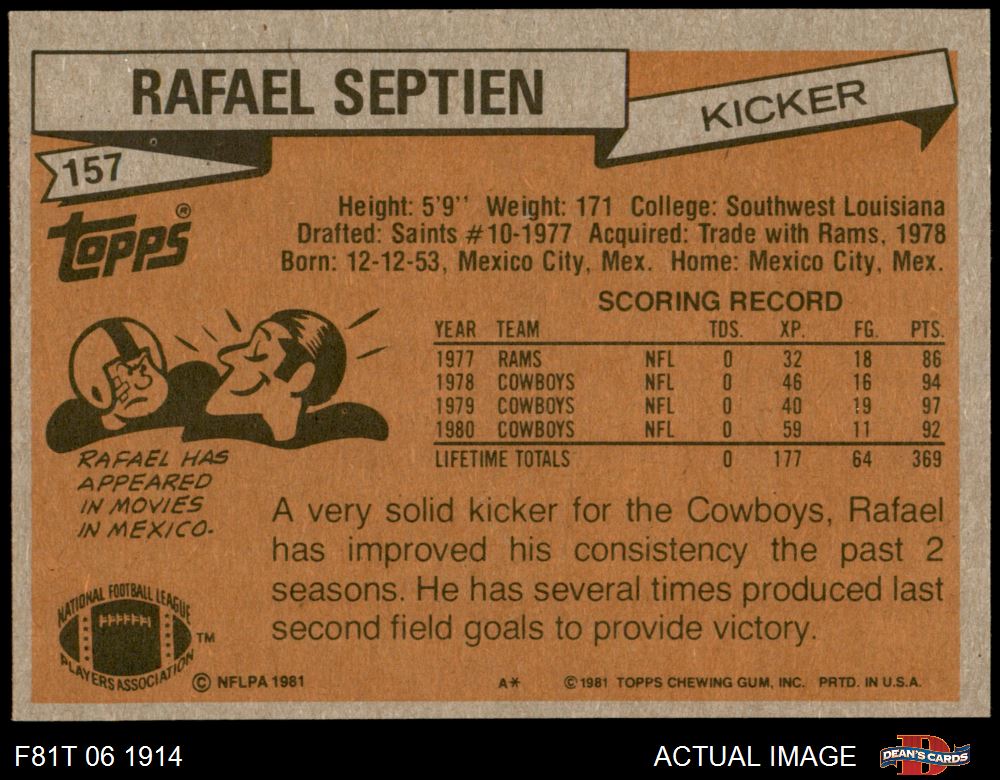 RAFAEL SEPTIEN
KICKER
157
Topps®
Height: 5'9'' Weight: 171 College: Southwest Louisiana
Drafted: Saints #10-1977 Acquired: Trade with Rams, 1978
Born: 12-12-53, Mexico City, Mex. Home: Mexico City, Mex.
SCORING RECORD
YEAR TEAM TDS. XP. FG. PTS.
1977 RAMS NFL 0 32 18 86
1978 COWBOYS NFL 0 46 16 94
1979 COWBOYS NFL 0 40 19 97
1980 COWBOYS NFL 0 59 11 92
LIFETIME TOTALS 0 177 64 369
RAFAEL HAS
APPEARED
IN MOVIES
IN MEXICO.
A very solid kicker for the Cowboys, Rafael
has improved his consistency the past 2
seasons. He has several times produced last
second field goals to provide victory.
NATIONAL FOOTBALL LEAGUE
PLAYERS ASSOCIATION
TM
© NFLPA 1981
A*
© 1981 TOPPS CHEWING GUM, INC. PRTD. IN U.S.A.
F81T 06 1914
ACTUAL IMAGE
DEAN'S CARDS